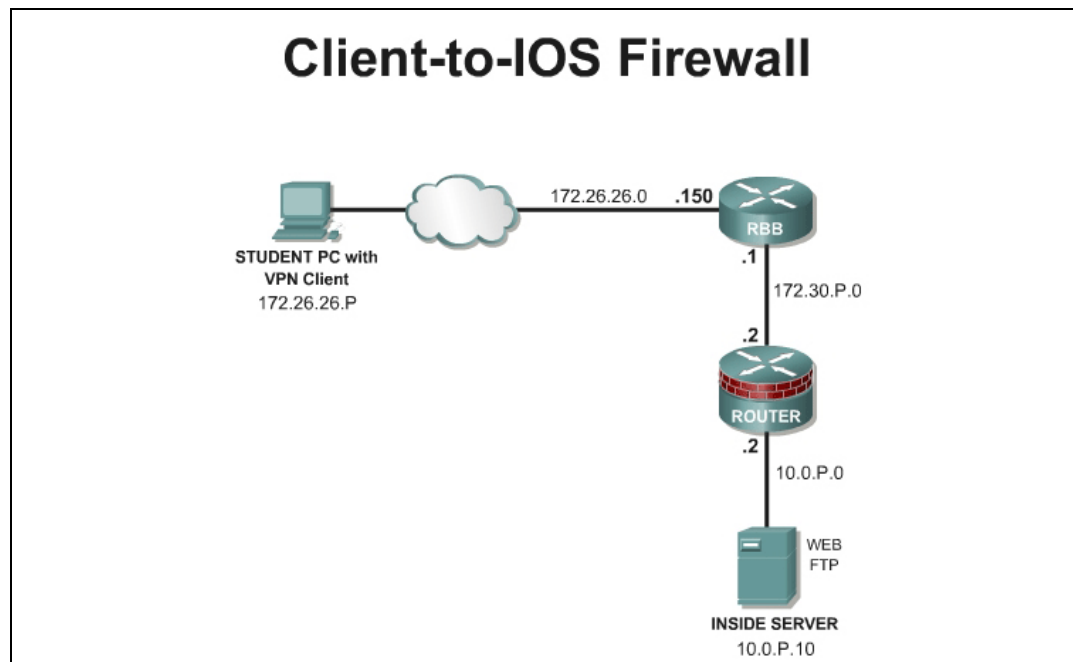 Client-to-IOS Firewall
172.26.26.0
.150
RBB
STUDENT PC with
VPN Client
172.26.26.P
.1
172.30.P.0
.2
ROUTER
.2
10.0.P.0
WEB
FTP
INSIDE SERVER
10.0.P.10